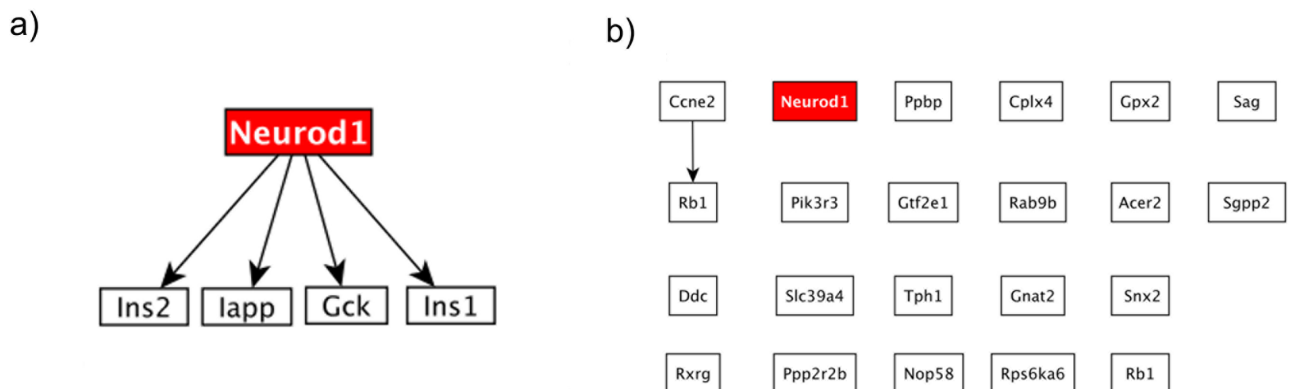 a)
Neurod1
Ins2 Iapp Gck Ins1
b)
Ccne2 Neurod1 Ppbp Cplx4 Gpx2 Sag
Rb1 Pik3r3 Gtf2e1 Rab9b Acer2 Sgpp2
Ddc Slc39a4 Tph1 Gnat2 Snx2
Rxrg Ppp2r2b Nop58 Rps6ka6 Rb1